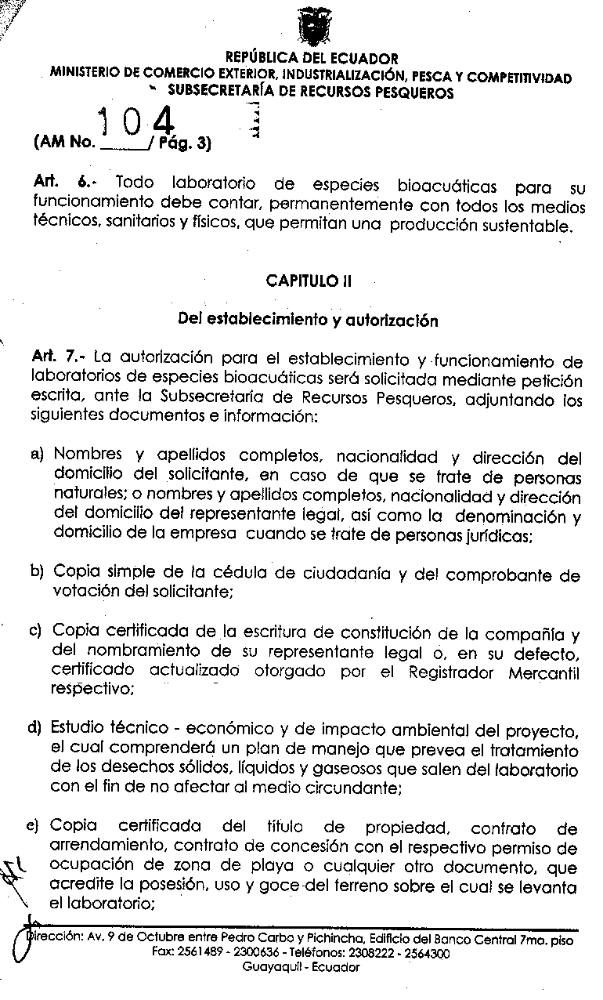 REPÚBLICA DEL ECUADOR
MINISTERIO DE COMERCIO EXTERIOR, INDUSTRIALIZACIÓN, PESCA Y COMPETITIVIDAD
SUBSECRETARÍA DE RECURSOS PESQUEROS
104
(AM No. _____/ Pág. 3)
Art. 6.- Todo laboratorio de especies bioacuáticas para su
funcionamiento debe contar, permanentemente con todos los medios
técnicos, sanitarios y físicos, que permitan una producción sustentable.
CAPITULO II
Del establecimiento y autorización
Art. 7.- La autorización para el establecimiento y funcionamiento de
laboratorios de especies bioacuáticas será solicitada mediante petición
escrita, ante la Subsecretaría de Recursos Pesqueros, adjuntando los
siguientes documentos e información:
a) Nombres y apellidos completos, nacionalidad y dirección del
domicilio del solicitante, en caso de que se trate de personas
naturales; o nombres y apellidos completos, nacionalidad y dirección
del domicilio del representante legal, así como la denominación y
domicilio de la empresa cuando se trate de personas jurídicas;
b) Copia simple de la cédula de ciudadanía y del comprobante de
votación del solicitante;
c) Copia certificada de la escritura de constitución de la compañía y
del nombramiento de su representante legal o, en su defecto,
certificado actualizado otorgado por el Registrador Mercantil
respectivo;
d) Estudio técnico - económico y de impacto ambiental del proyecto,
el cual comprenderá un plan de manejo que prevea el tratamiento
de los desechos sólidos, líquidos y gaseosos que salen del laboratorio
con el fin de no afectar al medio circundante;
e) Copia certificada del título de propiedad, contrato de
arrendamiento, contrato de concesión con el respectivo permiso de
ocupación de zona de playa o cualquier otro documento, que
acredite la posesión, uso y goce del terreno sobre el cual se levanta
el laboratorio;
Dirección: Av. 9 de Octubre entre Pedro Carbo y Pichincha, Edificio del Banco Central 7mo. piso
Fax: 2561489 - 2300636 - Teléfonos: 2308222 - 2564300
Guayaquil - Ecuador